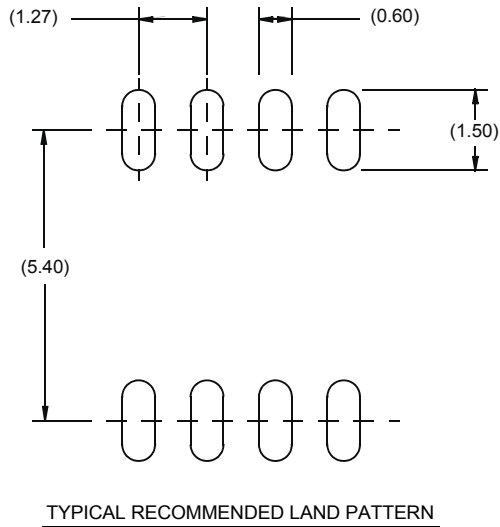 (1.27)
(0.60)
(1.50)
(5.40)
TYPICAL RECOMMENDED LAND PATTERN